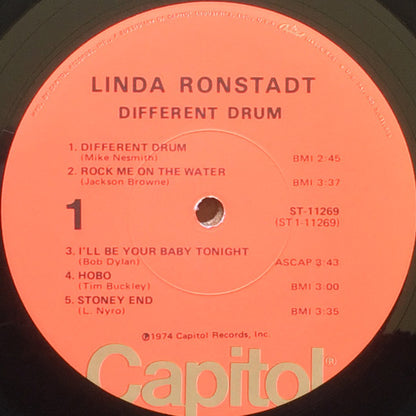 LINDA RONSTADT
DIFFERENT DRUM
1. DIFFERENT DRUM
(Mike Nesmith) BMI 2:45
2. ROCK ME ON THE WATER
(Jackson Browne) BMI 3:37
1
ST-11269
(ST 1-11269)
3. I'LL BE YOUR BABY TONIGHT
(Bob Dylan) ASCAP 3:43
4. HOBO
(Tim Buckley) BMI 3:00
5. STONEY END
(L. Nyro) BMI 3:35
℗1974 Capitol Records, Inc.
Capitol®